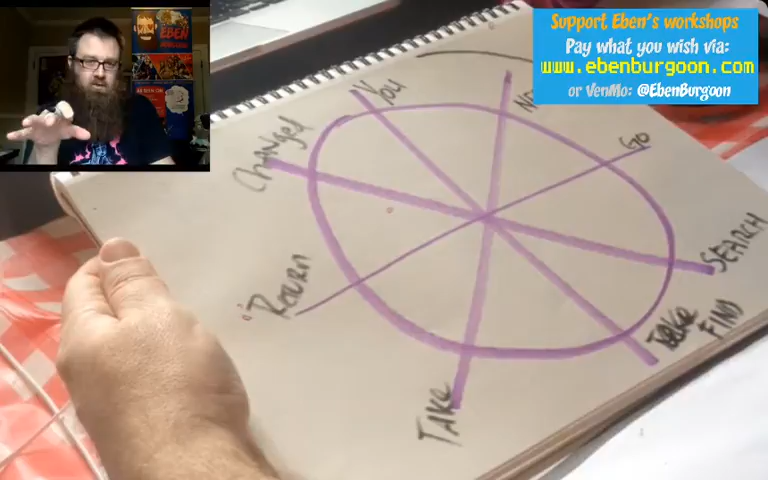 Support Eben's workshops
Pay what you wish via:
www.ebenburgoon.com
or VenMo: @EbenBurgoon
EBEN
You
Go
SEARCH
FIND
Take
TAKE
Return
Change!